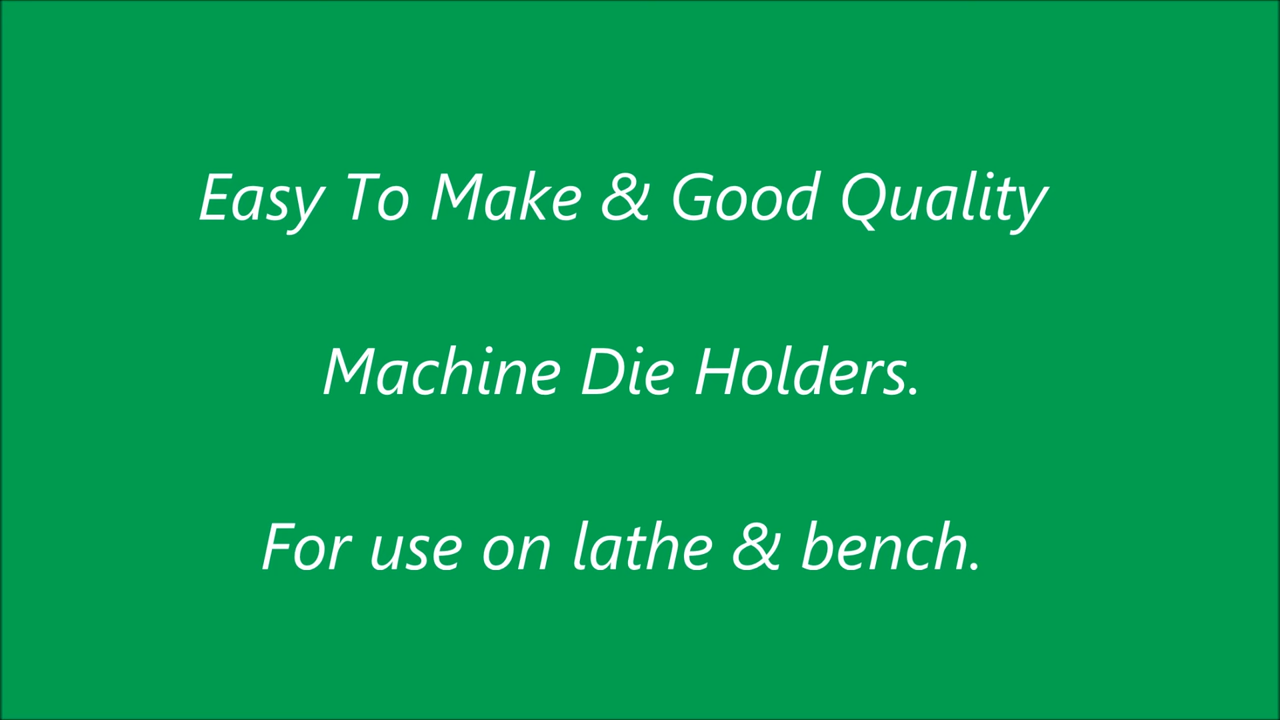 Easy To Make & Good Quality
Machine Die Holders.
For use on lathe & bench.